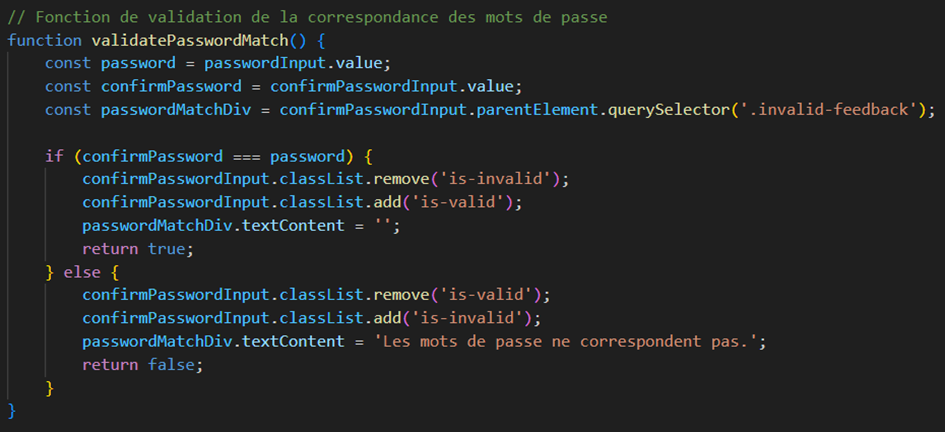 // Fonction de validation de la correspondance des mots de passe
function validatePasswordMatch() {
    const password = passwordInput.value;
    const confirmPassword = confirmPasswordInput.value;
    const passwordMatchDiv = confirmPasswordInput.parentElement.querySelector('.invalid-feedback');

    if (confirmPassword === password) {
        confirmPasswordInput.classList.remove('is-invalid');
        confirmPasswordInput.classList.add('is-valid');
        passwordMatchDiv.textContent = '';
        return true;
    } else {
        confirmPasswordInput.classList.remove('is-valid');
        confirmPasswordInput.classList.add('is-invalid');
        passwordMatchDiv.textContent = 'Les mots de passe ne correspondent pas.';
        return false;
    }
}